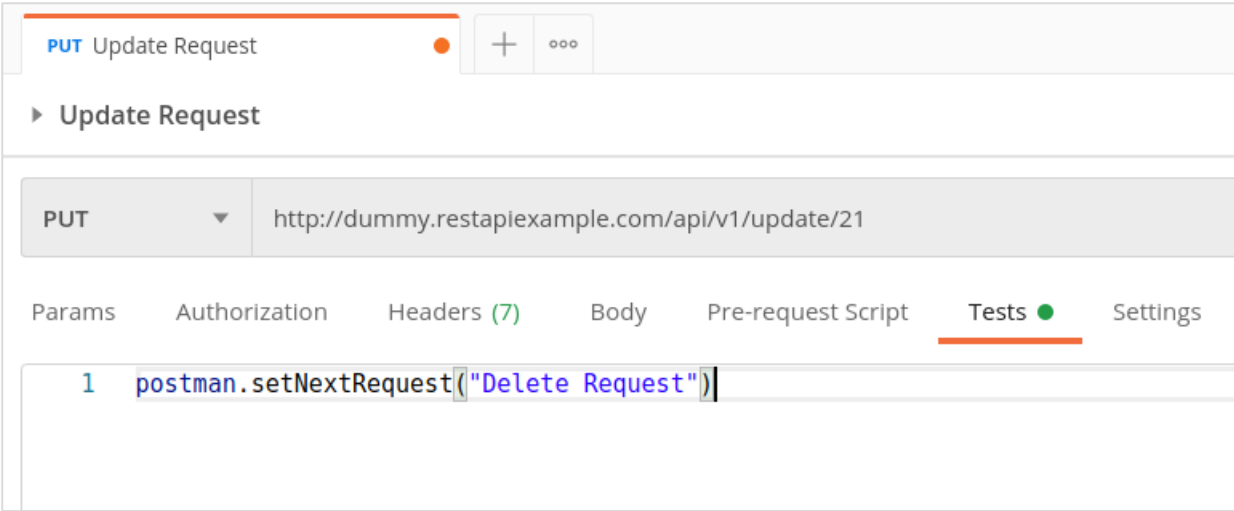 PUT Update Request
Update Request
PUT http://dummy.restapiexample.com/api/v1/update/21
Params Authorization Headers (7) Body Pre-request Script Tests Settings
1 postman.setNextRequest("Delete Request")